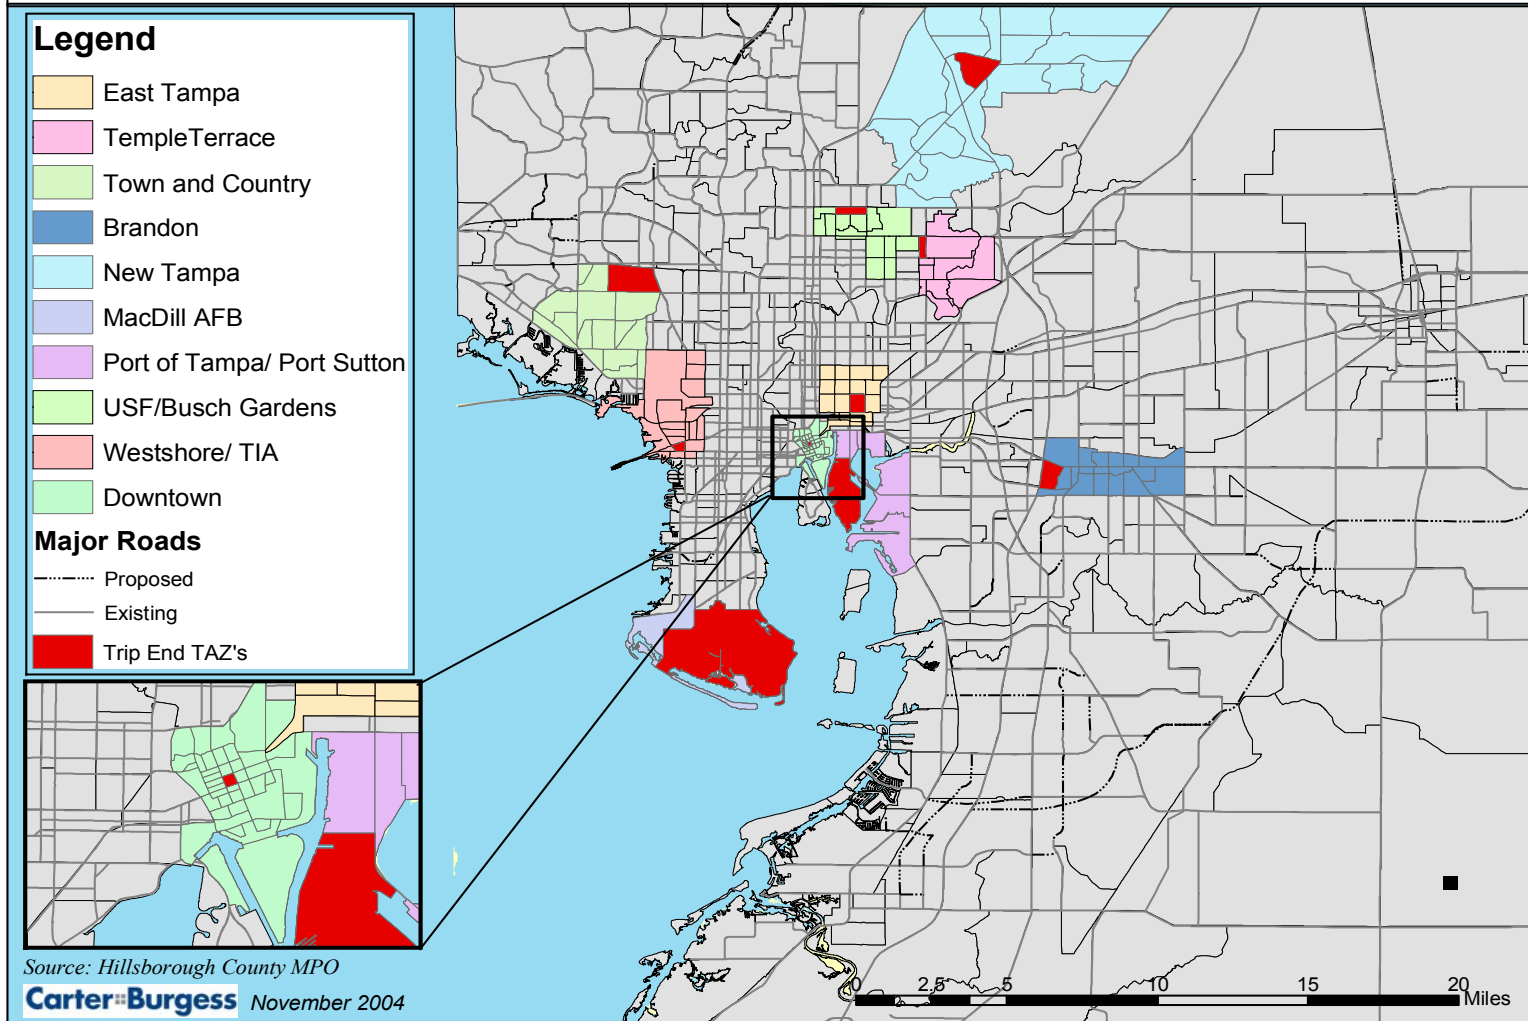 Legend
East Tampa
TempleTerrace
Town and Country
Brandon
New Tampa
MacDill AFB
Port of Tampa/ Port Sutton
USF/Busch Gardens
Westshore/ TIA
Downtown
Major Roads
Proposed
Existing
Trip End TAZ's
Source: Hillsborough County MPO
Carter::Burgess November 2004
0 2.5 5 10 15 20
Miles